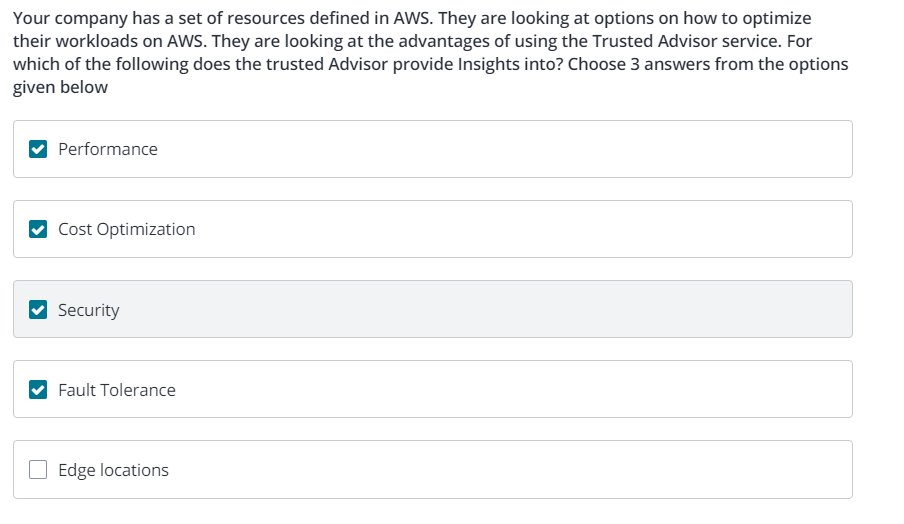 Your company has a set of resources defined in AWS. They are looking at options on how to optimize
their workloads on AWS. They are looking at the advantages of using the Trusted Advisor service. For
which of the following does the trusted Advisor provide Insights into? Choose 3 answers from the options
given below
Performance
Cost Optimization
Security
Fault Tolerance
Edge locations